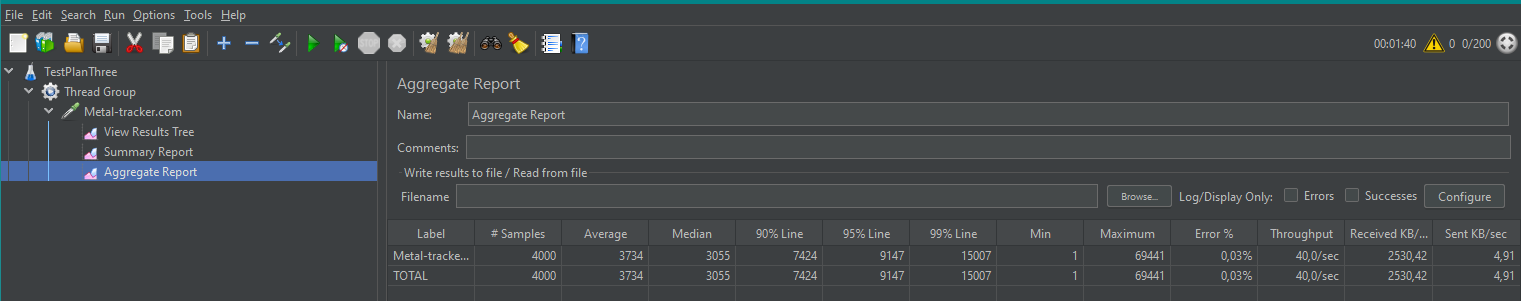 File Edit Search Run Options Tools Help
STOP 00:01:40 0 0/200
TestPlanThree
Thread Group
Metal-tracker.com
View Results Tree
Summary Report
Aggregate Report
Aggregate Report
Name: Aggregate Report
Comments:
Write results to file / Read from file
Filename Browse... Log/Display Only: Errors Successes Configure
Label # Samples Average Median 90% Line 95% Line 99% Line Min Maximum Error % Throughput Received KB/... Sent KB/sec
Metal-tracke... 4000 3734 3055 7424 9147 15007 1 69441 0,03% 40,0/sec 2530,42 4,91
TOTAL 4000 3734 3055 7424 9147 15007 1 69441 0,03% 40,0/sec 2530,42 4,91